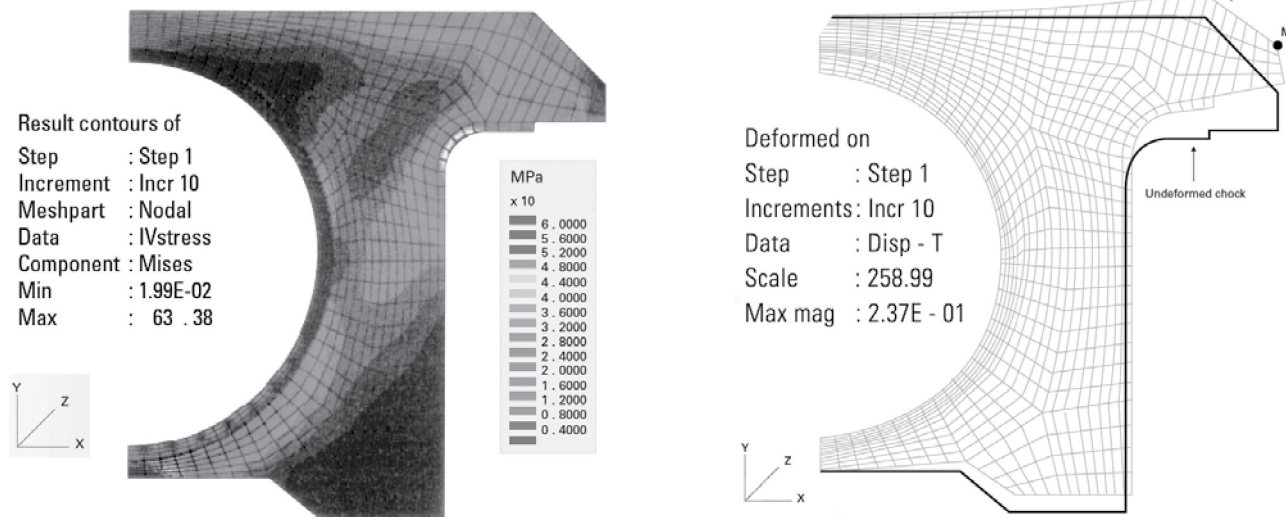 Result contours of
Step : Step 1
Increment : Incr 10
Meshpart : Nodal
Data : IVstress
Component : Mises
Min : 1.99E-02
Max : 63 . 38
Y
Z
X
MPa
x 10
6 . 0000
5 . 6000
5 . 2000
4 . 8000
4 . 4000
4 . 0000
3 . 6000
3 . 2000
2 . 8000
2 . 4000
2 . 0000
1 . 6000
1 . 2000
0 . 8000
0 . 4000
Deformed on
Step : Step 1
Increments : Incr 10
Data : Disp - T
Scale : 258.99
Max mag : 2.37E - 01
Undeformed chock
Y
Z
X